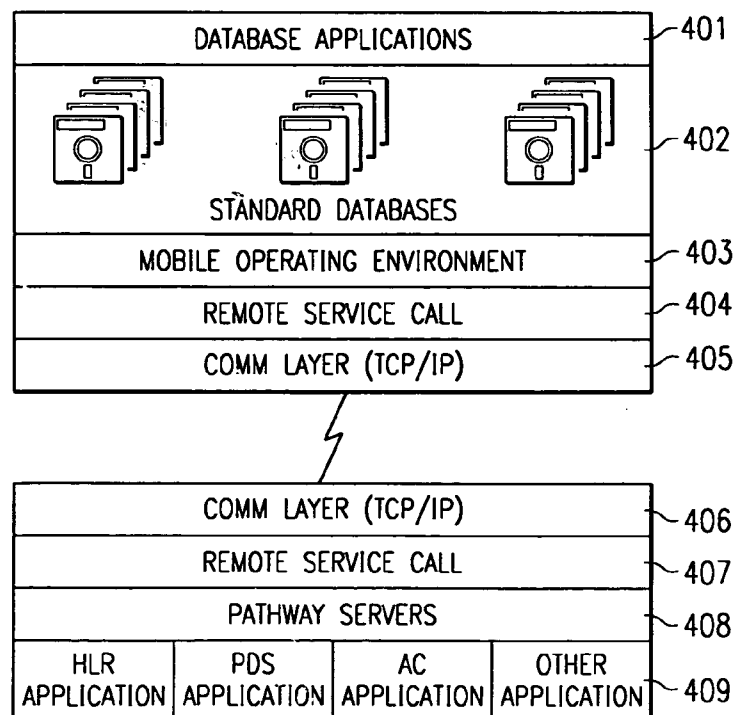 DATABASE APPLICATIONS
401
402
STANDARD DATABASES
MOBILE OPERATING ENVIRONMENT
403
REMOTE SERVICE CALL
404
COMM LAYER (TCP/IP)
405
COMM LAYER (TCP/IP)
406
REMOTE SERVICE CALL
407
PATHWAY SERVERS
408
HLR APPLICATION
PDS APPLICATION
AC APPLICATION
OTHER APPLICATION
409